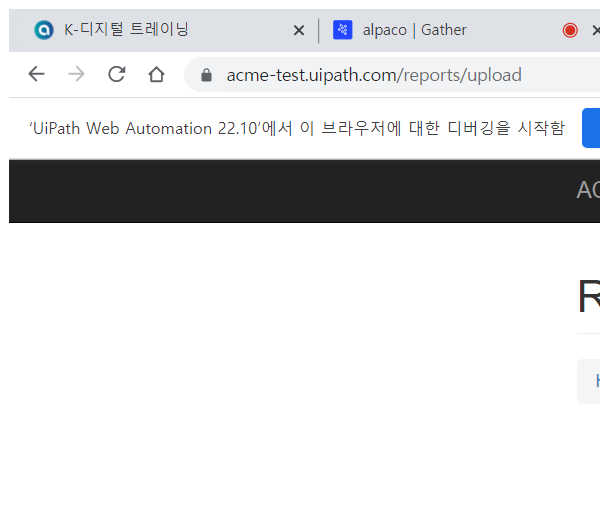 K-디지털 트레이닝
alpaco | Gather
acme-test.uipath.com/reports/upload
'UiPath Web Automation 22.10'에서 이 브라우저에 대한 디버깅을 시작함
AC
R